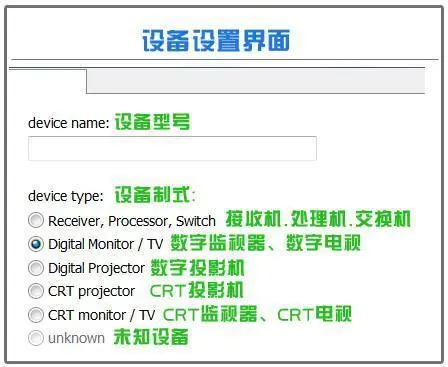 设备设置界面
device name: 设备型号
device type: 设备制式:
Receiver, Processor, Switch 接收机.处理机.交换机
Digital Monitor / TV 数字监视器、数字电视
Digital Projector 数字投影机
CRT projector CRT投影机
CRT monitor / TV CRT监视器、CRT电视
unknown 未知设备